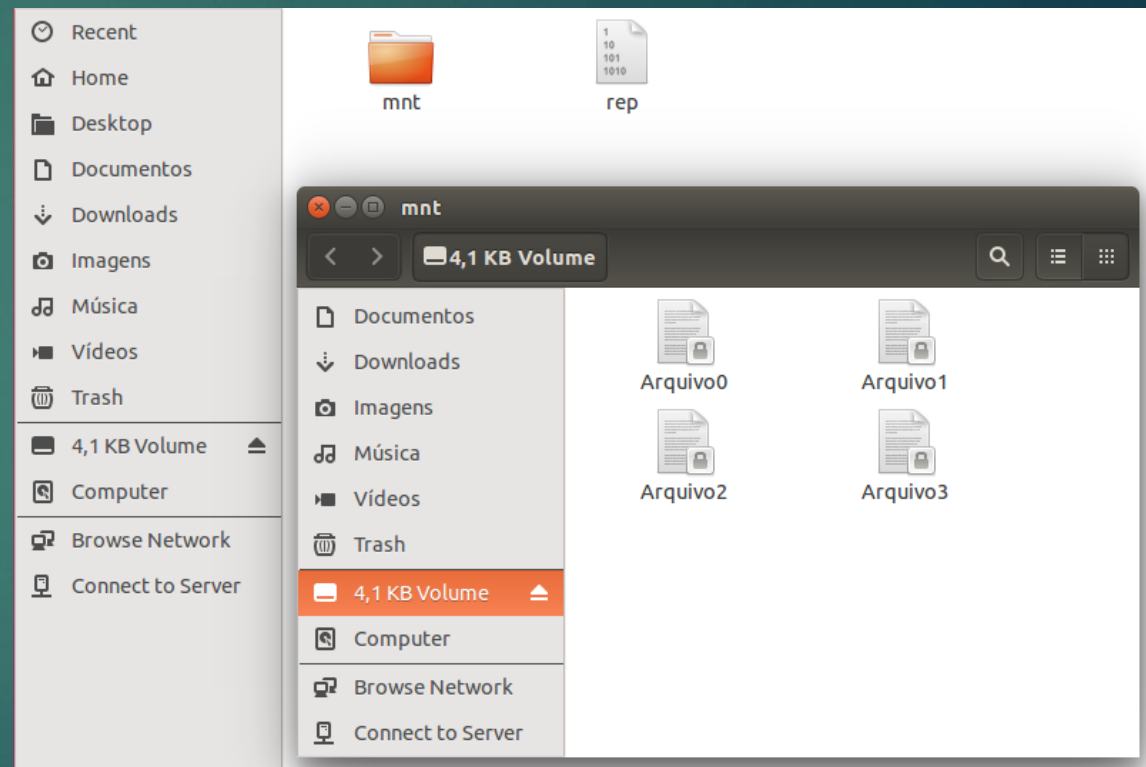 Recent
Home
Desktop
Documentos
Downloads
Imagens
Música
Vídeos
Trash
4,1 KB Volume
Computer
Browse Network
Connect to Server
mnt
1
10
101
1010
rep
mnt
4,1 KB Volume
Documentos
Downloads
Imagens
Música
Vídeos
Trash
4,1 KB Volume
Computer
Browse Network
Connect to Server
Arquivo0
Arquivo1
Arquivo2
Arquivo3